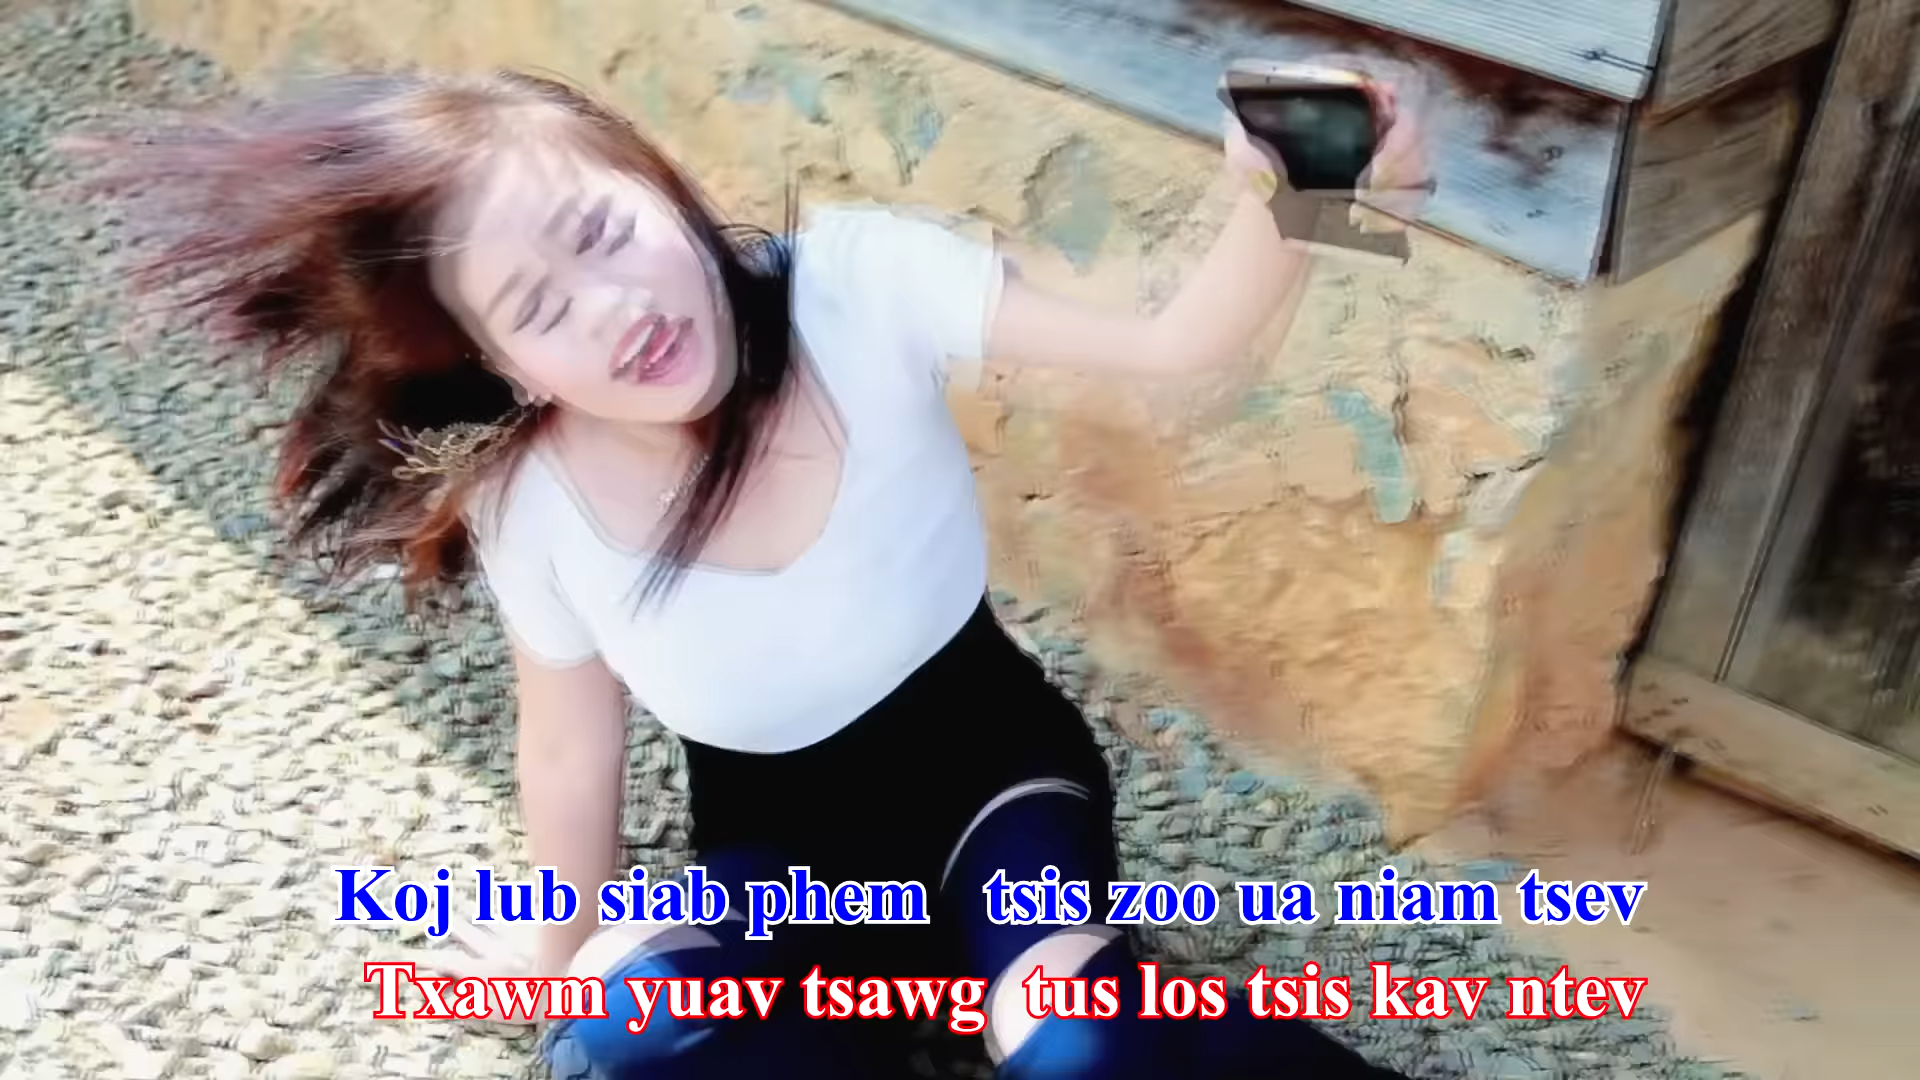 Koj lub siab phem tsis zoo ua niam tsev
Txawm yuav tsawg tus los tsis kav ntev